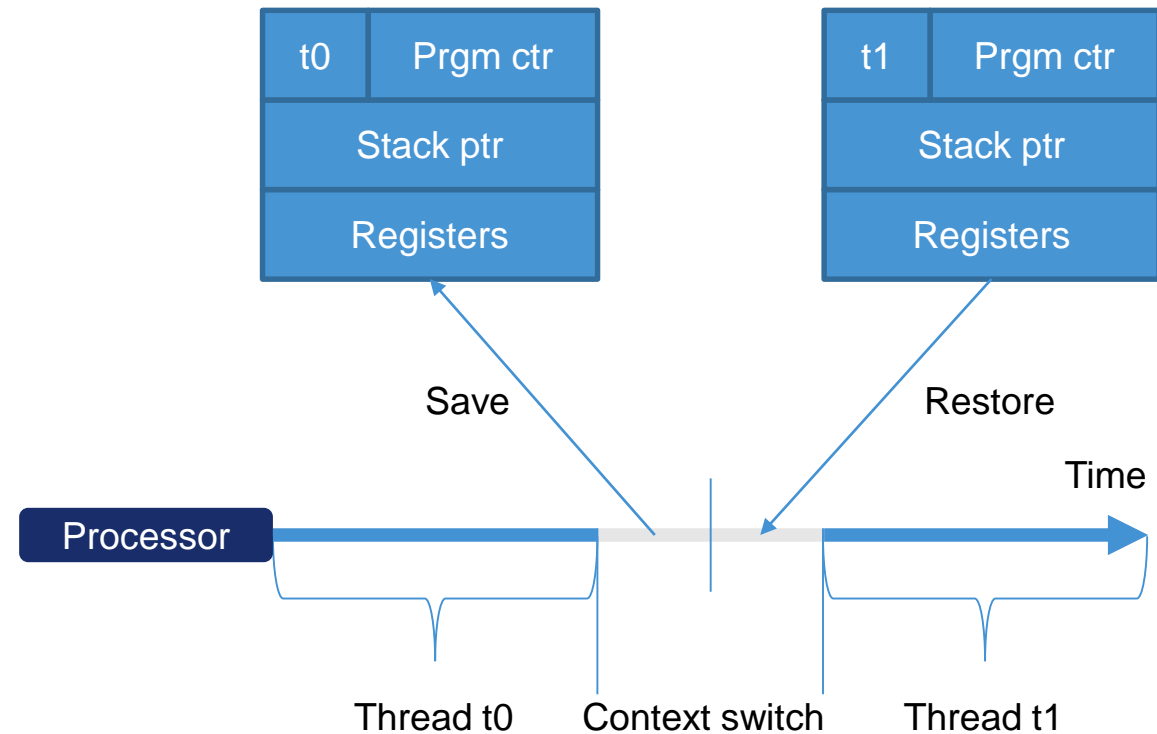 t0 Prgm ctr
Stack ptr
Registers
t1 Prgm ctr
Stack ptr
Registers
Save
Restore
Time
Processor
Thread t0
Context switch
Thread t1